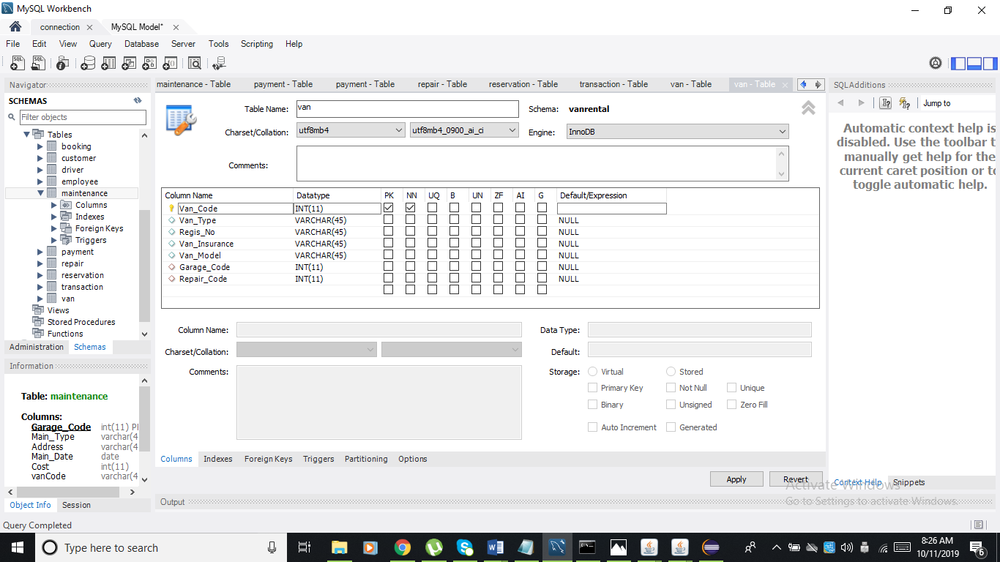 MySQL Workbench
connection
MySQL Model*
File Edit View Query Database Server Tools Scripting Help
Navigator
SCHEMAS
Filter objects
Tables
booking
customer
driver
employee
maintenance
Columns
Indexes
Foreign Keys
Triggers
payment
repair
reservation
transaction
van
Views
Stored Procedures
Functions
Administration Schemas
Information
Table: maintenance
Columns:
Garage_Code int(11) PI
Main_Type varchar(4
Address varchar(4
Main_Date date
Cost int(11)
vanCode varchar(4
Object Info Session
Query Completed
maintenance - Table payment - Table payment - Table repair - Table reservation - Table transaction - Table van - Table van - Table
Table Name: van Schema: vanrental
Charset/Collation: utf8mb4 utf8mb4_0900_ai_ci Engine: InnoDB
Comments:
Column Name Datatype PK NN UQ B UN ZF AI G Default/Expression
Van_Code INT(11)
Van_Type VARCHAR(45) NULL
Regis_No VARCHAR(45) NULL
Van_Insurance VARCHAR(45) NULL
Van_Model VARCHAR(45) NULL
Garage_Code INT(11) NULL
Repair_Code INT(11) NULL
Column Name: Data Type:
Charset/Collation: Default:
Comments: Storage: Virtual Stored
Primary Key Not Null Unique
Binary Unsigned Zero Fill
Auto Increment Generated
Columns Indexes Foreign Keys Triggers Partitioning Options
Apply Revert
Output
SQLAdditions
Jump to
Automatic context help is
disabled. Use the toolbar t
manually get help for the
current caret position or to
toggle automatic help.
Context Help Snippets
Activate Windows
Go to Settings to activate Windows.
Type here to search
8:26 AM
10/11/2019
6